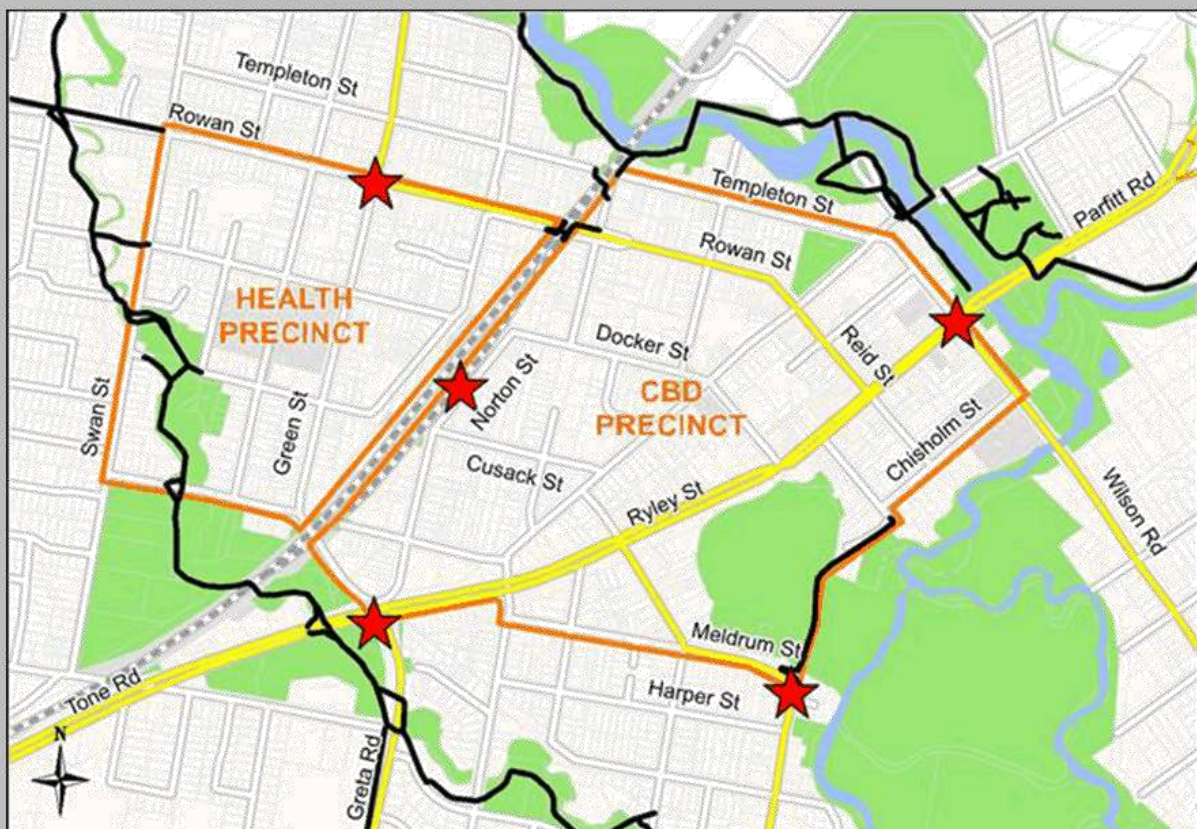 Templeton St
Rowan St
Templeton St
Parfitt Rd
Rowan St
HEALTH
PRECINCT
Docker St
Reid St
Norton St
CBD
PRECINCT
Swan St
Green St
Chisholm St
Cusack St
Ryley St
Wilson Rd
Meldrum St
Tone Rd
Harper St
N
Greta Rd